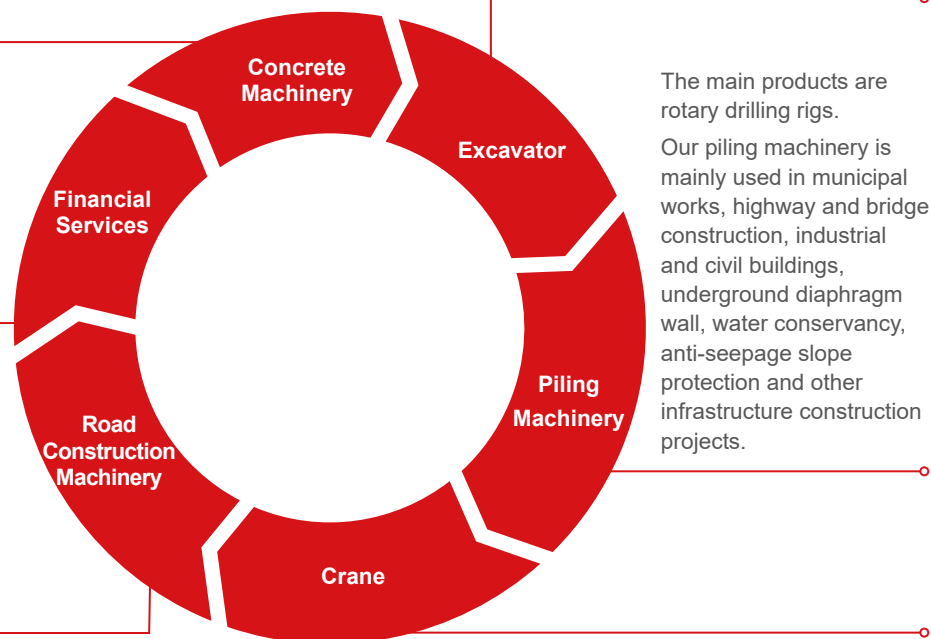 Concrete
Machinery
Excavator
Piling
Machinery
Crane
Road
Construction
Machinery
Financial
Services
The main products are
rotary drilling rigs.
Our piling machinery is
mainly used in municipal
works, highway and bridge
construction, industrial
and civil buildings,
underground diaphragm
wall, water conservancy,
anti-seepage slope
protection and other
infrastructure construction
projects.